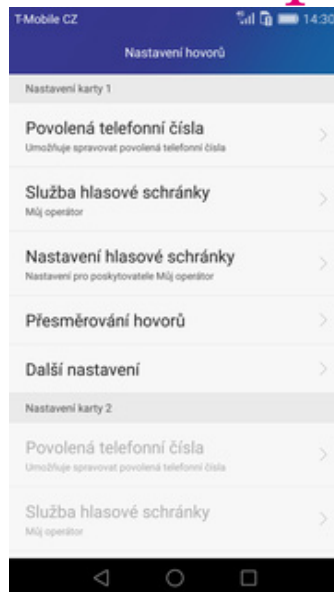 T-Mobile CZ 14:30
Nastavení hovorů
Nastavení karty 1
Povolená telefonní čísla
Umožňuje spravovat povolená telefonní čísla
Služba hlasové schránky
Můj operátor
Nastavení hlasové schránky
Nastavení pro poskytovatele Můj operátor
Přesměrování hovorů
Další nastavení
Nastavení karty 2
Povolená telefonní čísla
Umožňuje spravovat povolená telefonní čísla
Služba hlasové schránky
Můj operátor